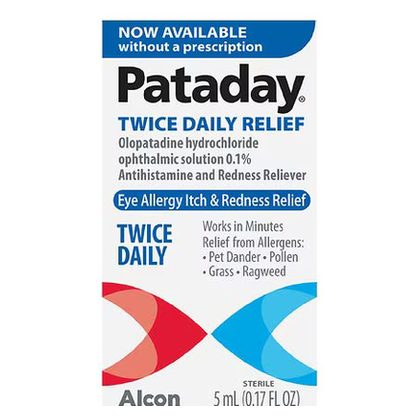 NOW AVAILABLE
without a prescription
Pataday®
TWICE DAILY RELIEF
Olopatadine hydrochloride
ophthalmic solution 0.1%
Antihistamine and Redness Reliever
Eye Allergy Itch & Redness Relief
TWICE
DAILY
Works in Minutes
Relief from Allergens:
• Pet Dander • Pollen
• Grass • Ragweed
Alcon
STERILE
5 mL (0.17 FL OZ)